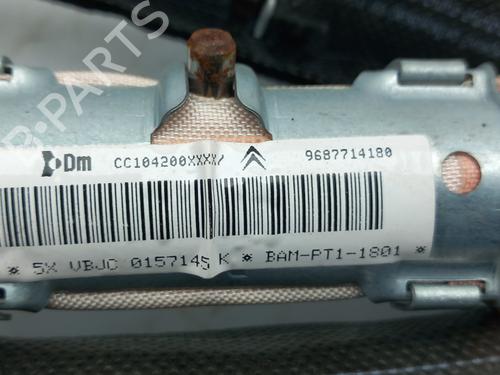 Dm CC104200XXXX/ 9687714180
* 5X VBJC 0157145 K * BAM-PT1-1801 *
B-PARTS